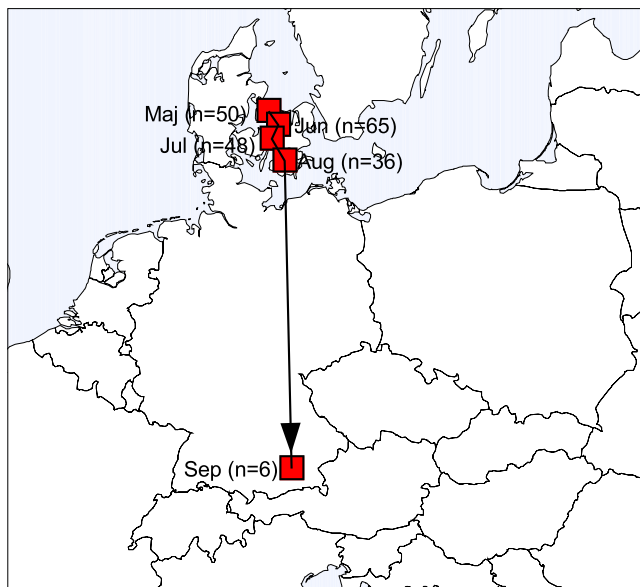 Maj (n=50)
Jun (n=65)
Jul (n=48)
Aug (n=36)
Sep (n=6)